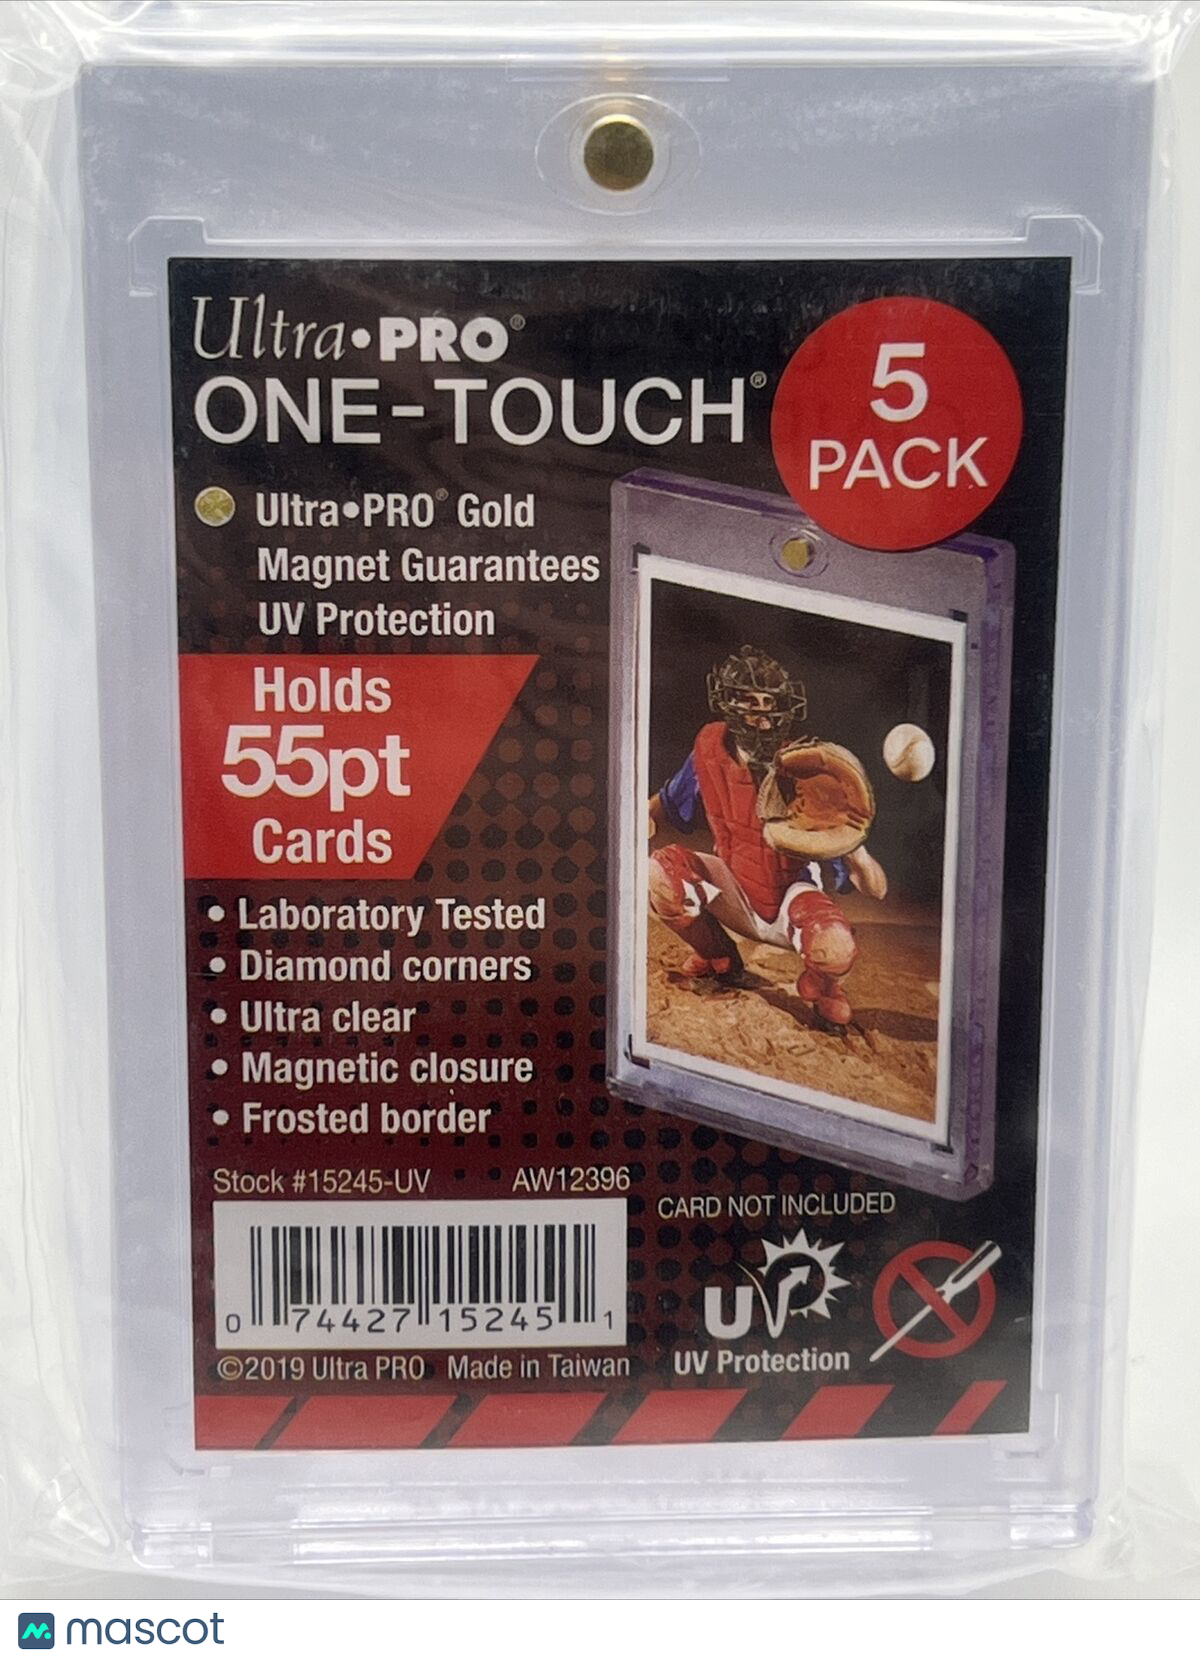 Ultra•PRO®
ONE-TOUCH®
5
PACK
Ultra•PRO® Gold
Magnet Guarantees
UV Protection
Holds
55pt
Cards
• Laboratory Tested
• Diamond corners
• Ultra clear
• Magnetic closure
• Frosted border
Stock #15245-UV AW12396
CARD NOT INCLUDED
0 74427 15245 1
UV
UV Protection
©2019 Ultra PRO Made in Taiwan
mascot